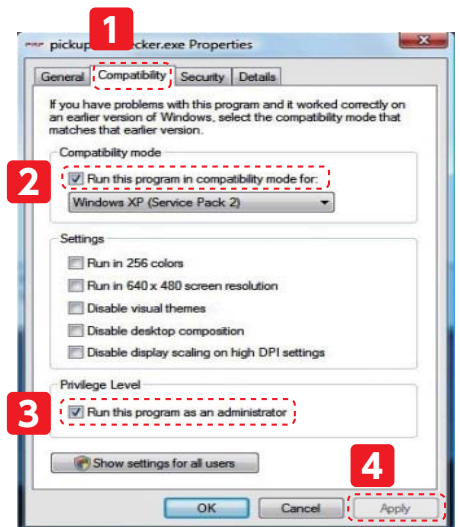 1
pickup cker.exe Properties
General Compatibility Security Details
If you have problems with this program and it worked correctly on
an earlier version of Windows, select the compatibility mode that
matches that earlier version.
Compatibility mode
2
Run this program in compatibility mode for:
Windows XP (Service Pack 2)
Settings
Run in 256 colors
Run in 640 x 480 screen resolution
Disable visual themes
Disable desktop composition
Disable display scaling on high DPI settings
Privilege Level
3
Run this program as an administrator
Show settings for all users
4
OK Cancel Apply